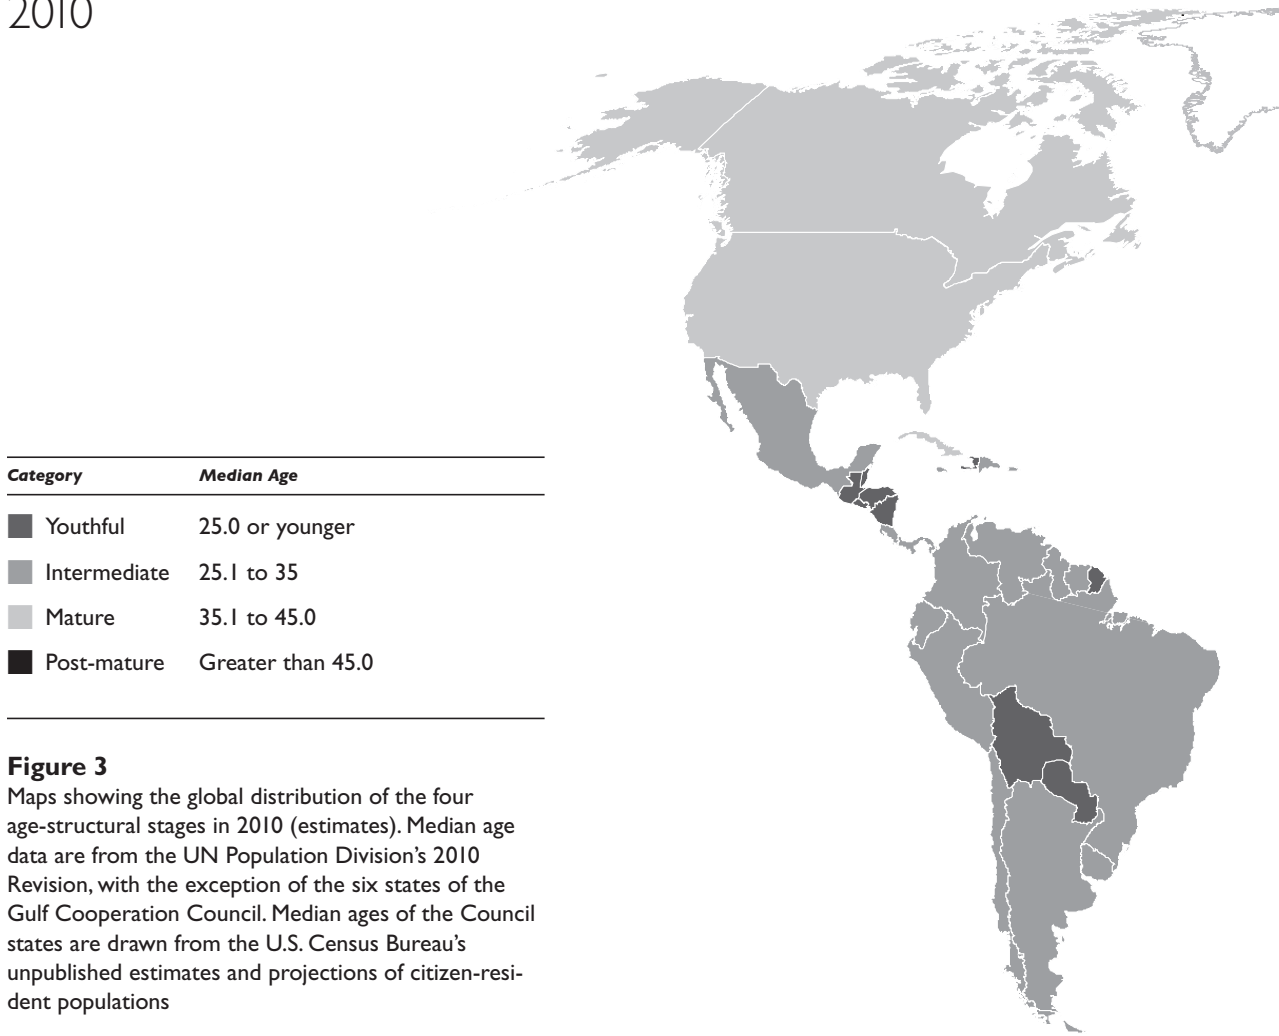 2010
Category Median Age
Youthful 25.0 or younger
Intermediate 25.1 to 35
Mature 35.1 to 45.0
Post-mature Greater than 45.0
Figure 3
Maps showing the global distribution of the four
age-structural stages in 2010 (estimates). Median age
data are from the UN Population Division’s 2010
Revision, with the exception of the six states of the
Gulf Cooperation Council. Median ages of the Council
states are drawn from the U.S. Census Bureau’s
unpublished estimates and projections of citizen-resi-
dent populations